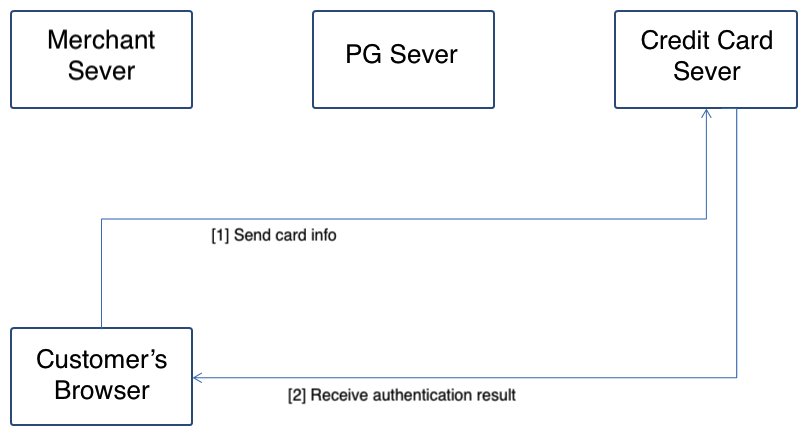 Merchant
Sever
PG Sever
Credit Card
Sever
[1] Send card info
Customer’s
Browser
[2] Receive authentication result